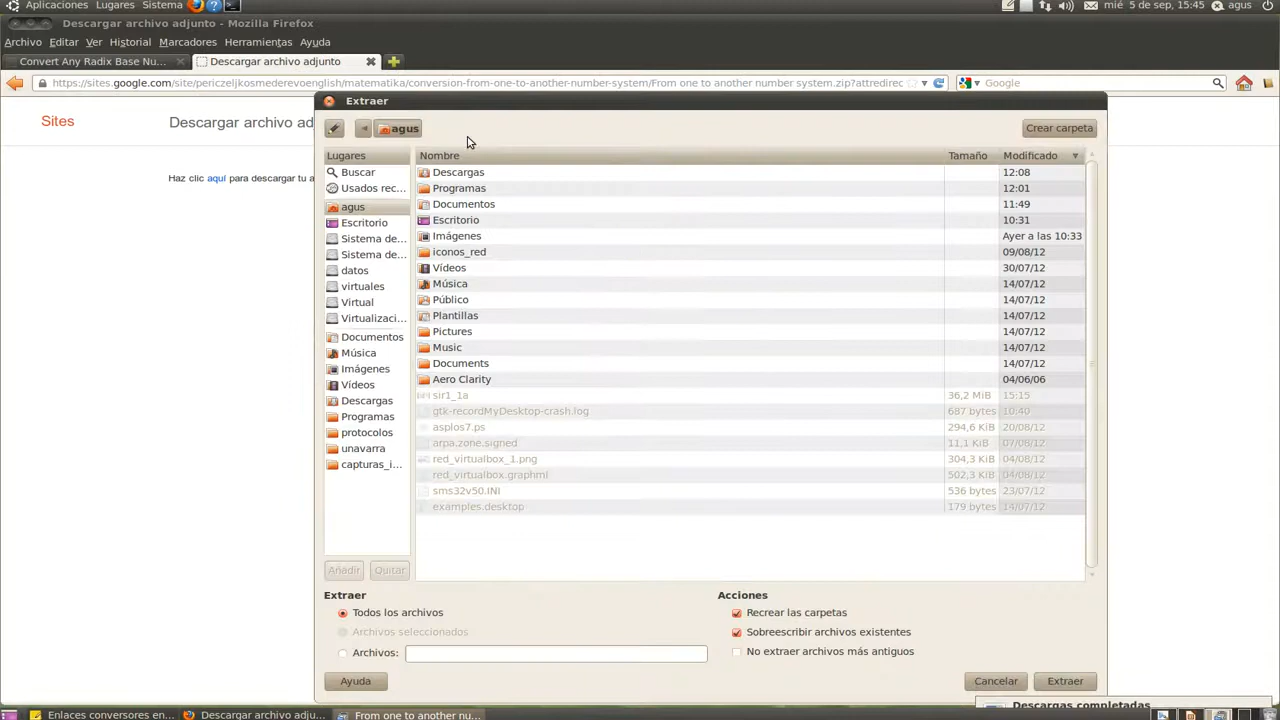 Aplicaciones Lugares Sistema mié 5 de sep, 15:45 agus
Descargar archivo adjunto - Mozilla Firefox
Archivo Editar Ver Historial Marcadores Herramientas Ayuda
Convert Any Radix Base Nu... Descargar archivo adjunto
https://sites.google.com/site/periczeljkosmederevoenglish/matematika/conversion-from-one-to-another-number-system/From one to another number system.zip?attredirec Google
Extraer
Sites Descargar archivo ad
agus Crear carpeta
Haz clic aquí para descargar tu a
Lugares Nombre Tamaño Modificado
Buscar Descargas 12:08
Usados rec... Programas 12:01
Documentos 11:49
agus
Escritorio 10:31
Escritorio
Imágenes Ayer a las 10:33
Sistema de...
iconos_red 09/08/12
Sistema de...
Vídeos 30/07/12
datos
Música 14/07/12
virtuales
Público 14/07/12
Virtual
Plantillas 14/07/12
Virtualizaci...
Pictures 14/07/12
Documentos
Music 14/07/12
Música
Documents 14/07/12
Imágenes
Aero Clarity 04/06/06
Vídeos
sir1_1a 36,2 MiB 15:15
Descargas
gtk-recordMyDesktop-crash.log 687 bytes 10:40
Programas
asplos7.ps 294,6 KiB 20/08/12
protocolos
arpa.zone.signed 11,1 KiB 07/08/12
unavarra
red_virtualbox_1.png 304,3 KiB 04/08/12
capturas_i...
red_virtualbox.graphml 502,3 KiB 04/08/12
sms32v50.INI 536 bytes 23/07/12
examples.desktop 179 bytes 14/07/12
Añadir Quitar
Extraer Acciones
Todos los archivos Recrear las carpetas
Archivos seleccionados Sobreescribir archivos existentes
Archivos: No extraer archivos más antiguos
Ayuda Cancelar Extraer
Descargas completadas
Enlaces conversores en... Descargar archivo adju... From one to another nu...